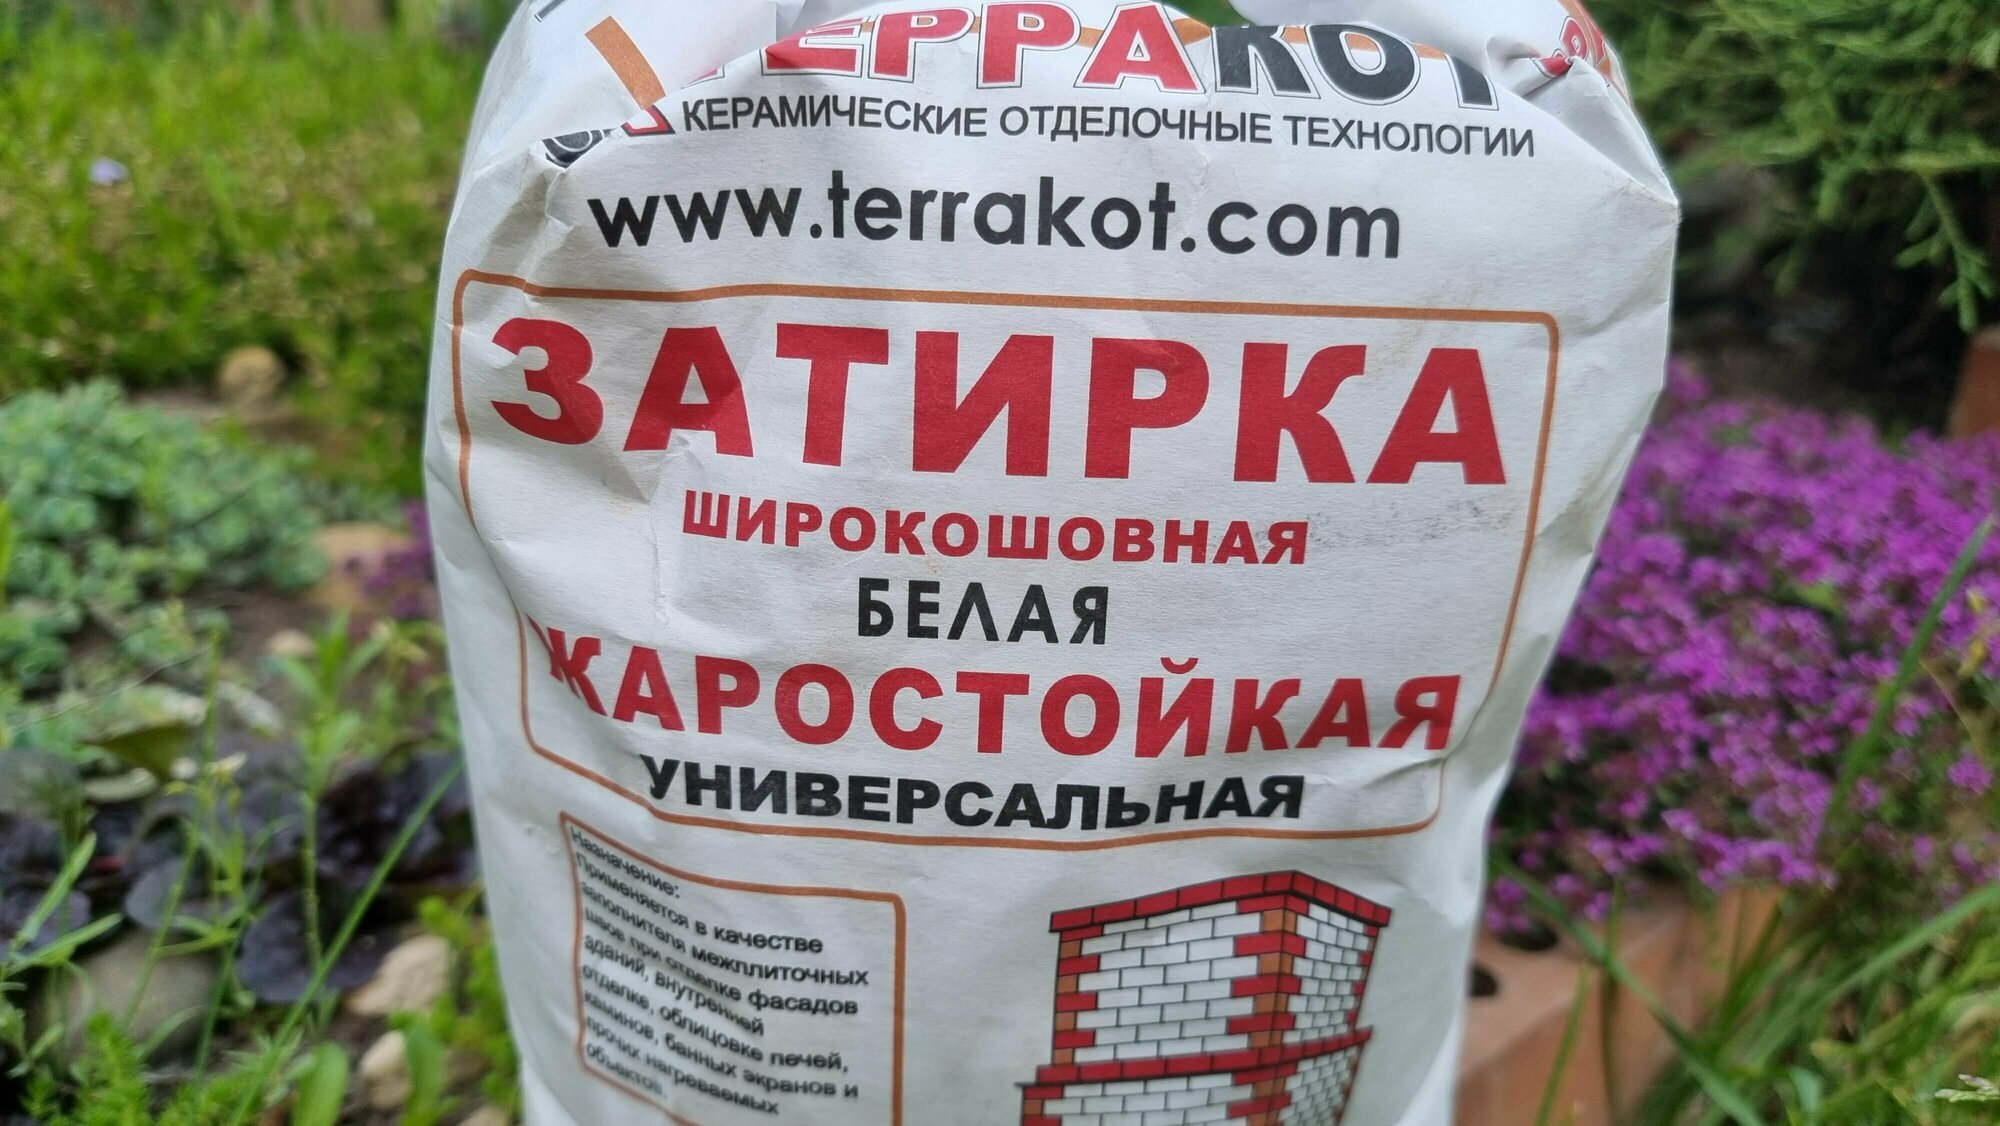 ТЕРРАКОТ
КЕРАМИЧЕСКИЕ ОТДЕЛОЧНЫЕ ТЕХНОЛОГИИ
www.terrakot.com
ЗАТИРКА
ШИРОКОШОВНАЯ
БЕЛАЯ
ЖАРОСТОЙКАЯ
УНИВЕРСАЛЬНАЯ
Назначение:
Применяется в качестве
заполнителя межплиточных
швов при отделке фасадов
зданий, внутренней
отделке, облицовке печей,
каминов, банных экранов и
прочих нагреваемых
объектов.